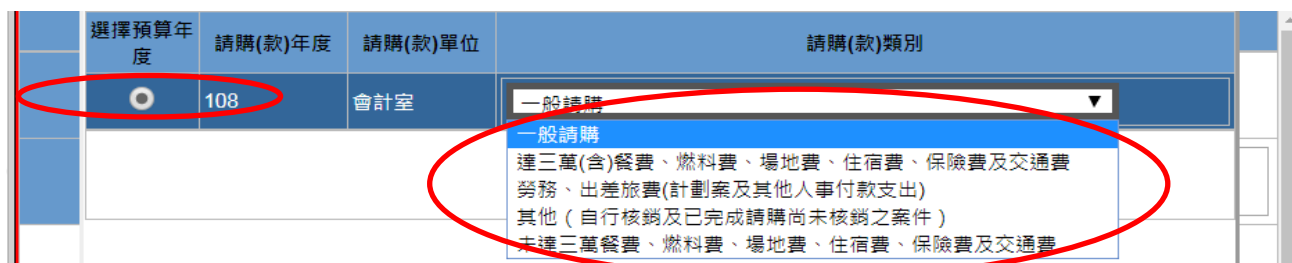 選擇預算年度
請購(款)年度
請購(款)單位
請購(款)類別
108
會計室
一般請購
一般請購
達三萬(含)餐費、燃料費、場地費、住宿費、保險費及交通費
勞務、出差旅費(計劃案及其他人事付款支出)
其他（自行核銷及已完成請購尚未核銷之案件）
未達三萬餐費、燃料費、場地費、住宿費、保險費及交通費